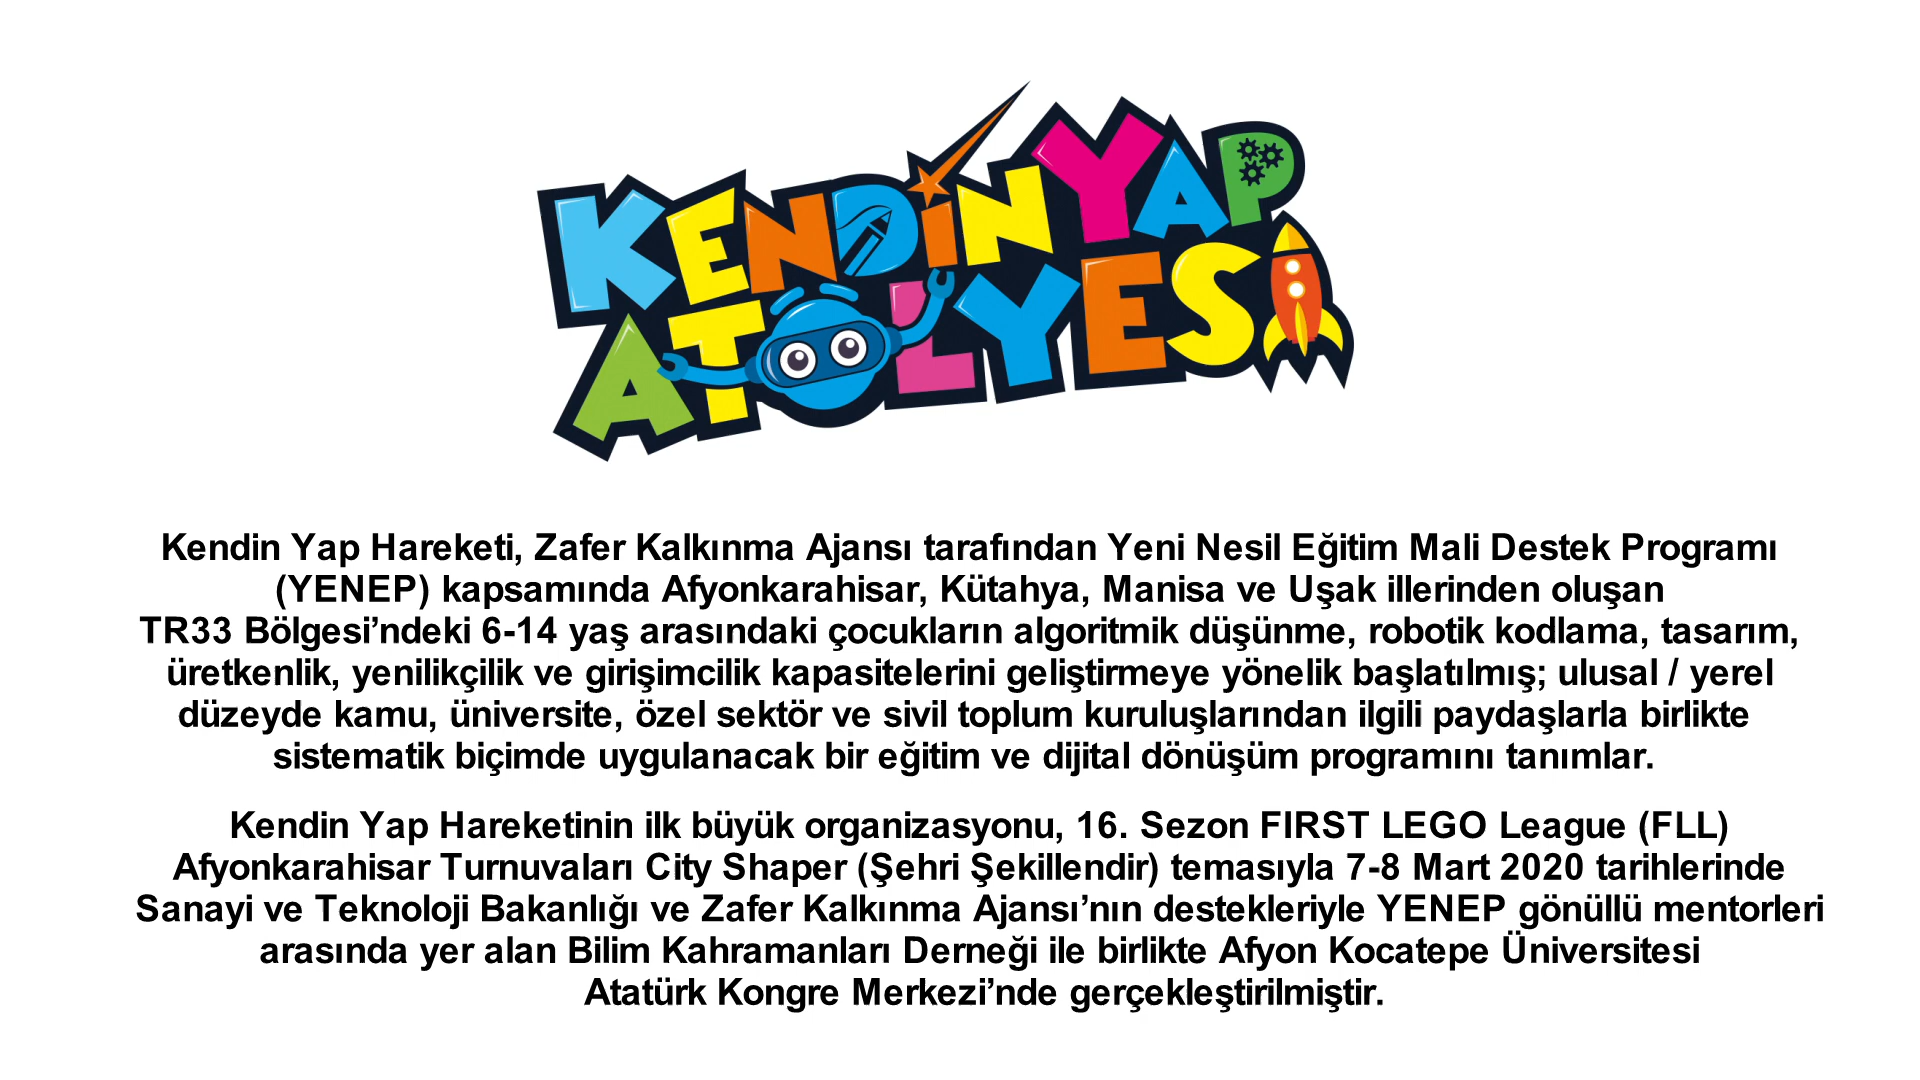 KENDİN YAP
ATÖLYESİ
Kendin Yap Hareketi, Zafer Kalkınma Ajansı tarafından Yeni Nesil Eğitim Mali Destek Programı
(YENEP) kapsamında Afyonkarahisar, Kütahya, Manisa ve Uşak illerinden oluşan
TR33 Bölgesi’ndeki 6-14 yaş arasındaki çocukların algoritmik düşünme, robotik kodlama, tasarım,
üretkenlik, yenilikçilik ve girişimcilik kapasitelerini geliştirmeye yönelik başlatılmış; ulusal / yerel
düzeyde kamu, üniversite, özel sektör ve sivil toplum kuruluşlarından ilgili paydaşlarla birlikte
sistematik biçimde uygulanacak bir eğitim ve dijital dönüşüm programını tanımlar.
Kendin Yap Hareketinin ilk büyük organizasyonu, 16. Sezon FIRST LEGO League (FLL)
Afyonkarahisar Turnuvaları City Shaper (Şehri Şekillendir) temasıyla 7-8 Mart 2020 tarihlerinde
Sanayi ve Teknoloji Bakanlığı ve Zafer Kalkınma Ajansı’nın destekleriyle YENEP gönüllü mentorleri
arasında yer alan Bilim Kahramanları Derneği ile birlikte Afyon Kocatepe Üniversitesi
Atatürk Kongre Merkezi’nde gerçekleştirilmiştir.